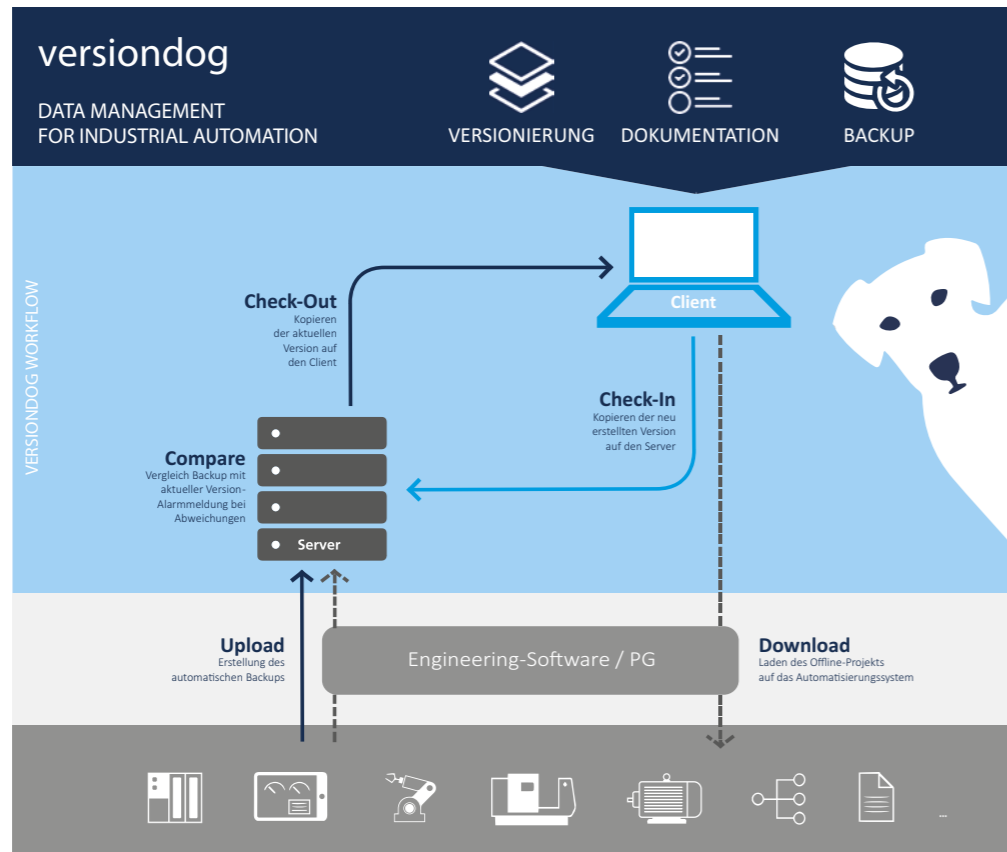 versiondog
DATA MANAGEMENT
FOR INDUSTRIAL AUTOMATION
VERSIONIERUNG
DOKUMENTATION
BACKUP
VERSIONDOG WORKFLOW
Client
Check-Out
Kopieren
der aktuellen
Version auf
den Client
Check-In
Kopieren der neu
erstellten Version
auf den Server
Compare
Vergleich Backup mit
aktueller Version-
Alarmmeldung bei
Abweichungen
Server
Upload
Erstellung des
automatischen Backups
Engineering-Software / PG
Download
Laden des Offline-Projekts
auf das Automatisierungssystem
...